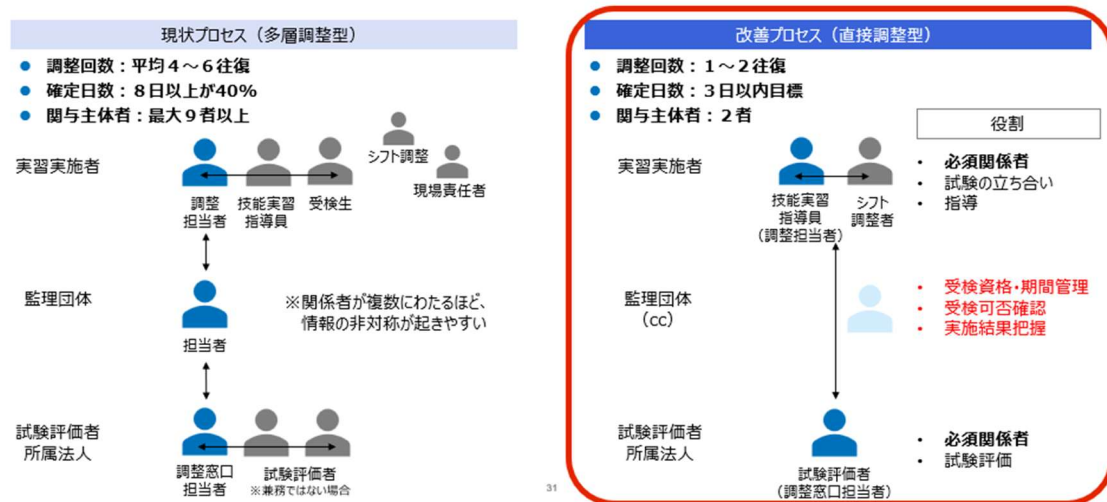 現状プロセス（多層調整型）
● 調整回数：平均４～６往復
● 確定日数：８日以上が40%
● 関与主体者：最大９者以上
シフト調整
現場責任者
実習実施者
調整
担当者
技能実習
指導員
受検生
監理団体
担当者
※関係者が複数にわたるほど、
情報の非対称が起きやすい
試験評価者
所属法人
調整窓口
担当者
試験評価者
※兼務ではない場合
31
改善プロセス（直接調整型）
● 調整回数：１～２往復
● 確定日数：３日以内目標
● 関与主体者：２者
役割
実習実施者
技能実習
指導員
（調整担当者）
シフト
調整者
• 必須関係者
• 試験の立ち合い
• 指導
監理団体
（cc）
• 受検資格・期間管理
• 受検可否確認
• 実施結果把握
試験評価者
所属法人
試験評価者
（調整窓口担当者）
• 必須関係者
• 試験評価